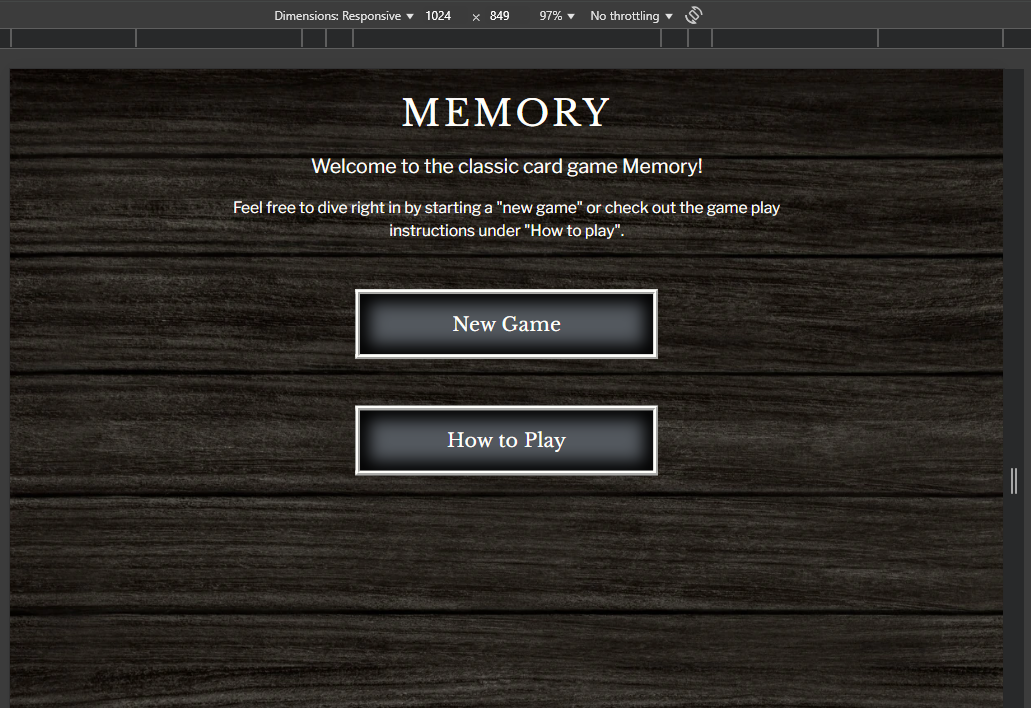 Dimensions: Responsive ▼ 1024 × 849 97% ▼ No throttling ▼
MEMORY
Welcome to the classic card game Memory!
Feel free to dive right in by starting a "new game" or check out the game play
instructions under "How to play".
New Game
How to Play